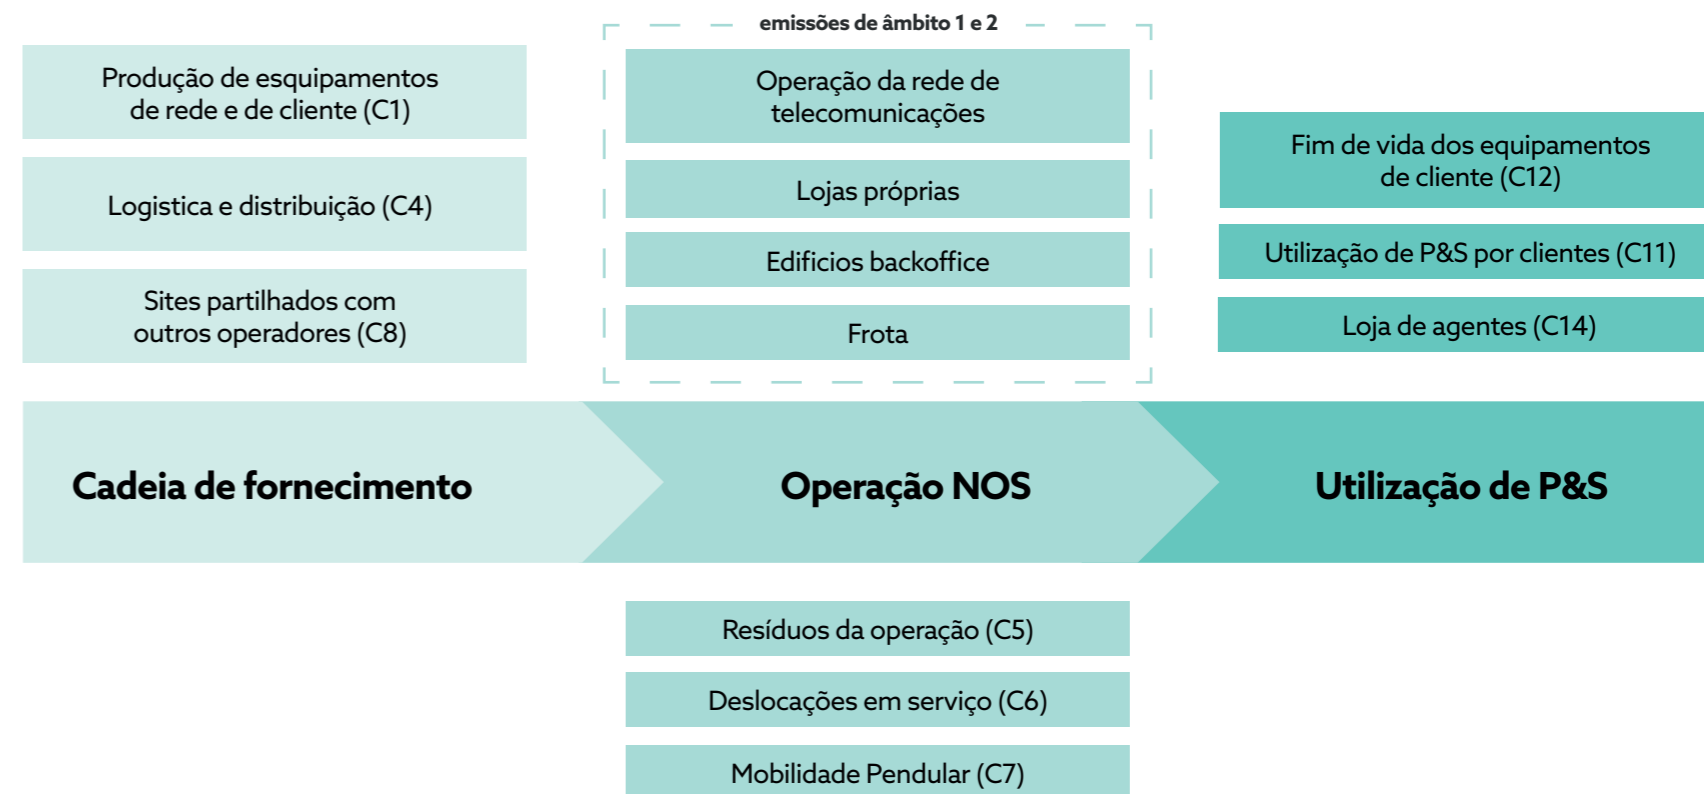 emissões de âmbito 1 e 2
Produção de esquipamentos
de rede e de cliente (C1)
Logistica e distribuição (C4)
Sites partilhados com
outros operadores (C8)
Operação da rede de
telecomunicações
Lojas próprias
Edificios backoffice
Frota
Fim de vida dos equipamentos
de cliente (C12)
Utilização de P&S por clientes (C11)
Loja de agentes (C14)
Cadeia de fornecimento
Operação NOS
Utilização de P&S
Resíduos da operação (C5)
Deslocações em serviço (C6)
Mobilidade Pendular (C7)